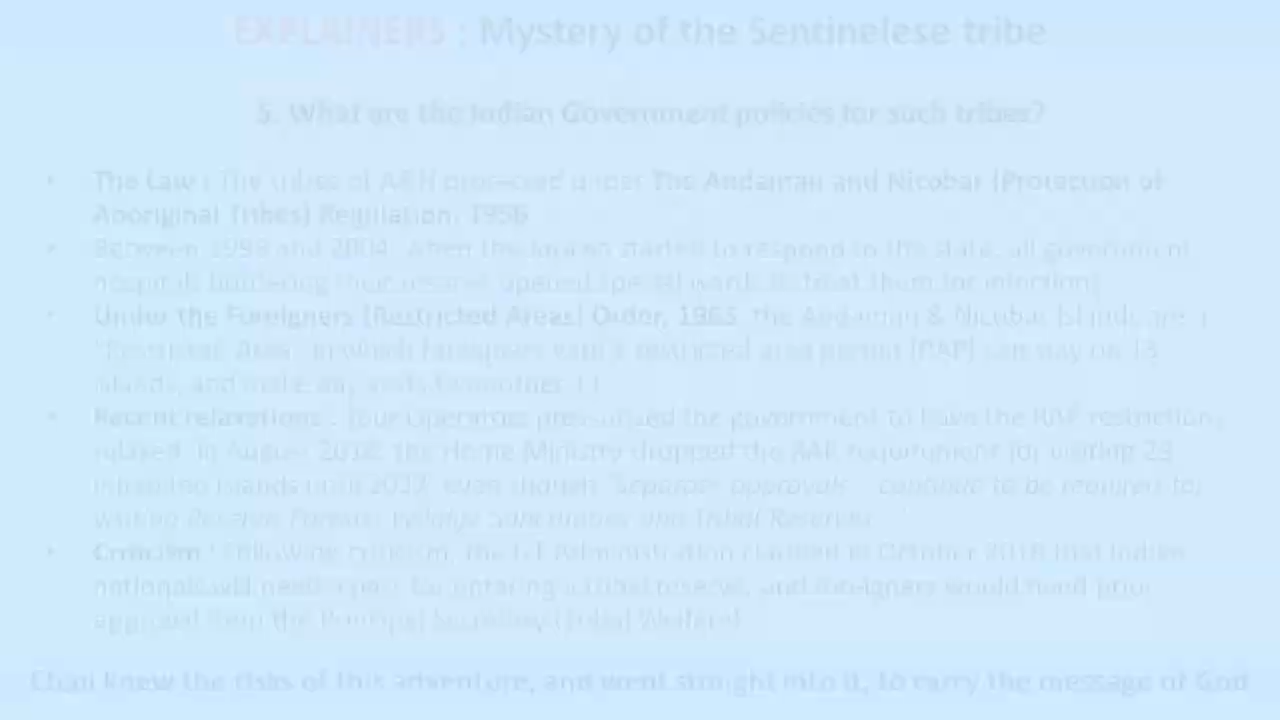 EXPLAINERS : Mystery of the Sentinelese tribe
5. What are the Indian Government policies for such tribes?
• The Law : The tribes of A&N protected under The Andaman and Nicobar (Protection of
Aboriginal Tribes) Regulation, 1956
• Between 1998 and 2004, when the Jarawa started to respond to the state, all government
hospitals bordering their reserve opened special wards to treat them for infections
• Under the Foreigners (Restricted Areas) Order, 1963, the Andaman & Nicobar Islands are a
"Restricted Area" in which foreigners with a restricted area permit (RAP) can stay on 13
islands, and make day visits to another 11
• Recent relaxations : Tour Operators pressurised the government to have the RAP restrictions
relaxed. In August 2018, the Home Ministry dropped the RAP requirement for visiting 29
inhabited islands until 2022, even though "separate approvals" continue to be required for
visiting Reserve Forests, Wildlife Sanctuaries and Tribal Reserves
• Criticism : Following criticism, the UT Administration clarified in October 2018 that Indian
nationals will need to pass for entering a tribal reserve, and foreigners would need prior
approval from the Principal Secretary (Tribal Welfare)
Chau knew the risks of this adventure, and went straight into it, to carry the message of God